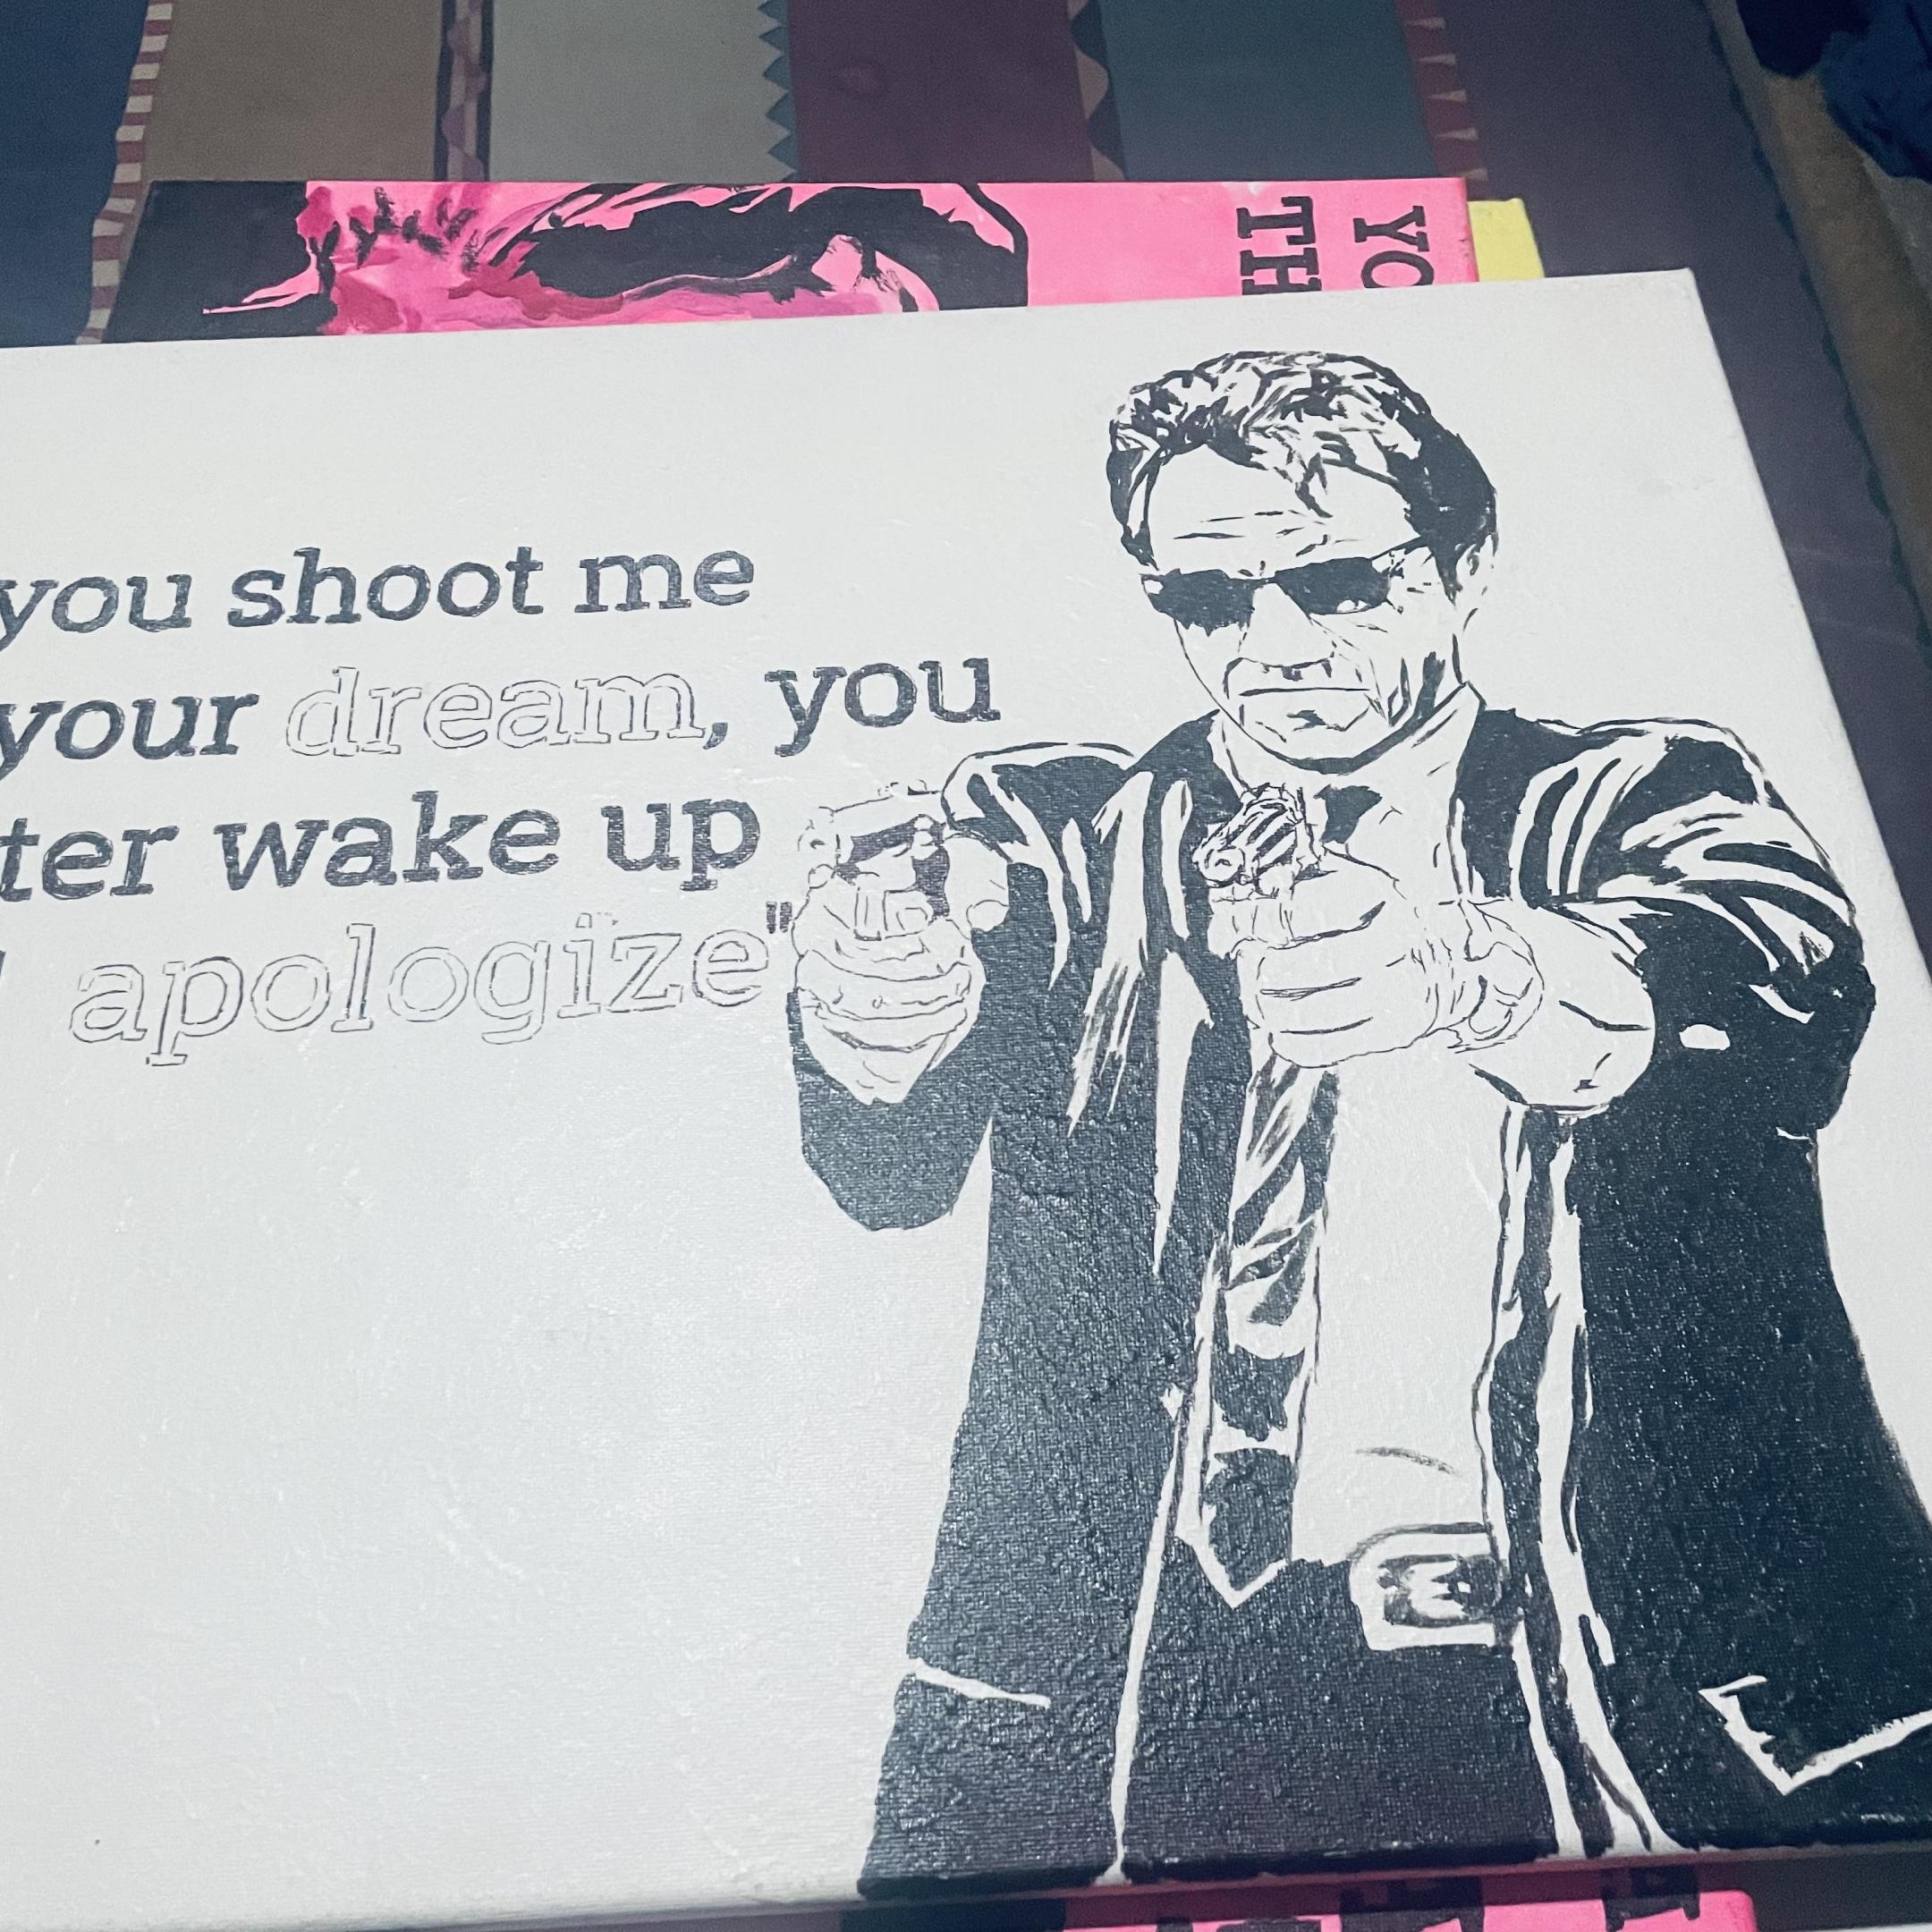 YO
TH
you shoot me
your dream, you
ter wake up
apologize"